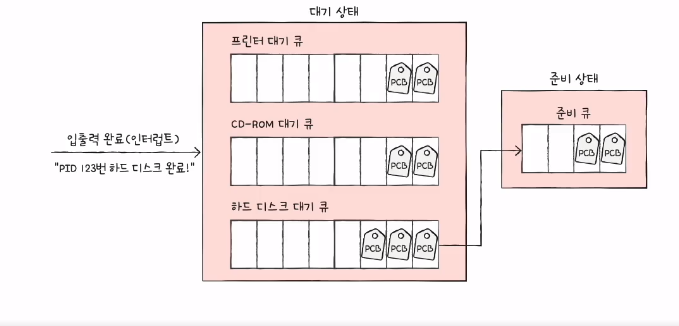 대기 상태
프린터 대기 큐
PCB PCB
CD-ROM 대기 큐
PCB PCB
하드 디스크 대기 큐
PCB PCB PCB
입출력 완료(인터럽트)
"PID 123번 하드 디스크 완료!"
준비 상태
준비 큐
PCB PCB